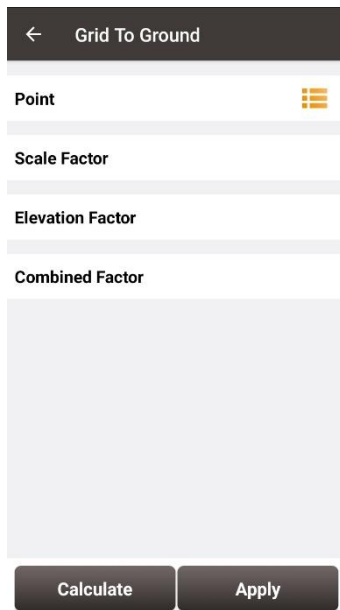 Grid To Ground
Point
Scale Factor
Elevation Factor
Combined Factor
Calculate Apply